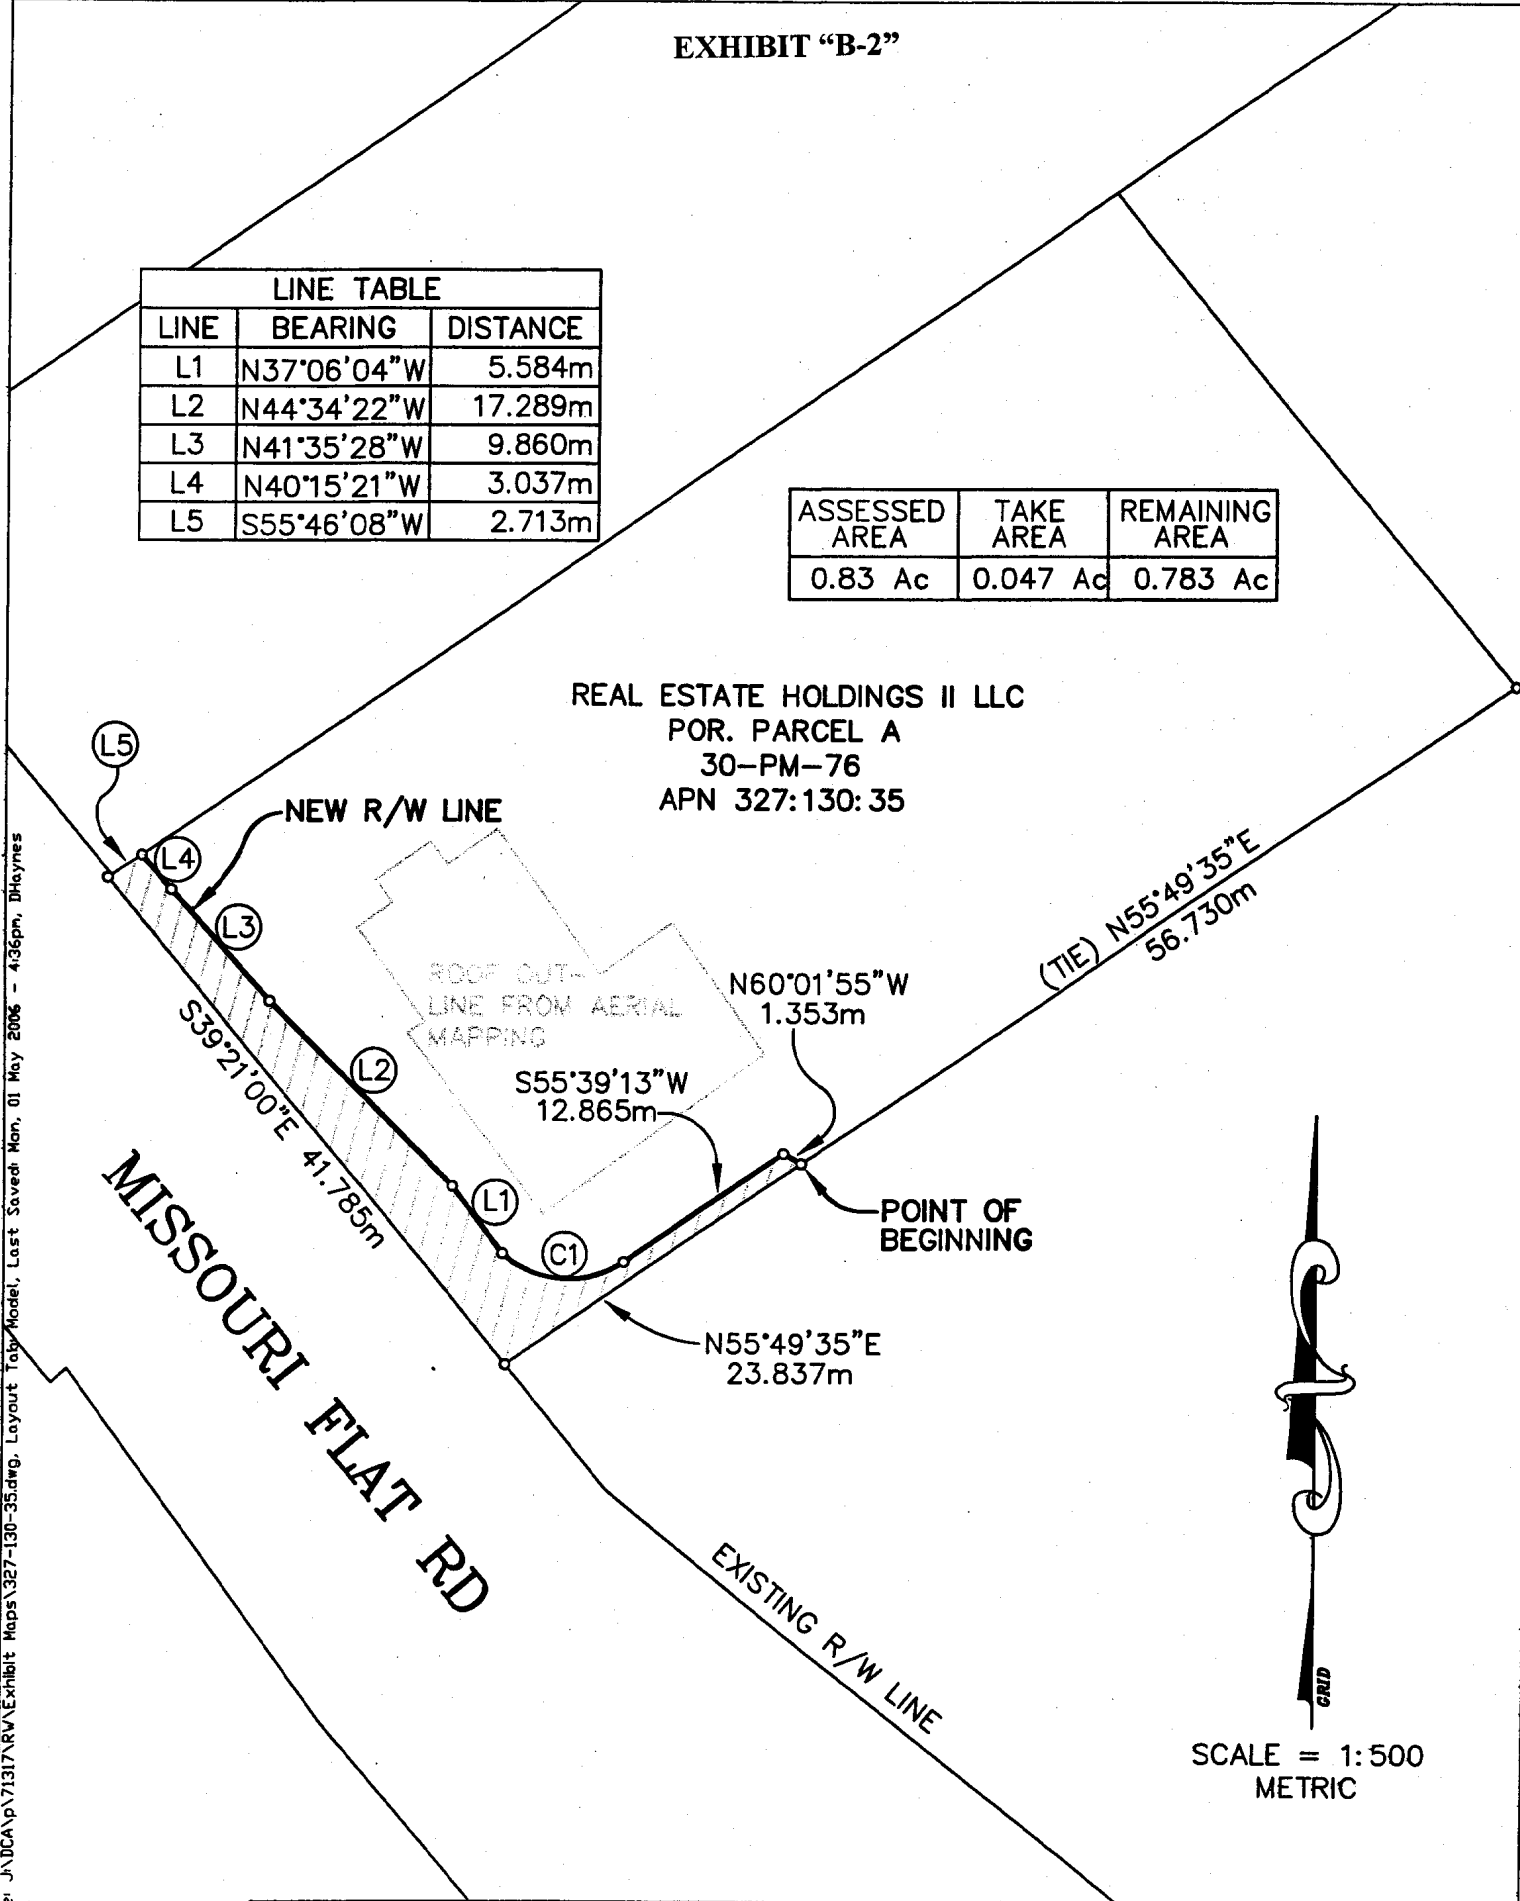 EXHIBIT “B-2”
LINE TABLE
LINE BEARING DISTANCE
L1 N37°06'04"W 5.584m
L2 N44°34'22"W 17.289m
L3 N41°35'28"W 9.860m
L4 N40°15'21"W 3.037m
L5 S55°46'08"W 2.713m
ASSESSED AREA TAKE AREA REMAINING AREA
0.83 Ac 0.047 Ac 0.783 Ac
REAL ESTATE HOLDINGS II LLC
POR. PARCEL A
30-PM-76
APN 327:130:35
L5
NEW R/W LINE
L4
L3
ROOF OUT-
LINE FROM AERIAL
MAPPING
L2
(TIE) N55°49'35"E
56.730m
N60°01'55"W
1.353m
S55°39'13"W
12.865m
S39°21'00"E 41.785m
L1
C1
POINT OF
BEGINNING
N55°49'35"E
23.837m
MISSOURI FLAT RD
EXISTING R/W LINE
GRID
SCALE = 1:500
METRIC
J:\DCA\p\71317\RW\Exhibit Maps\327-130-35.dwg, Layout Tab: Model, Last Saved: Mon, 01 May 2006 - 4:36pm, DHaynes